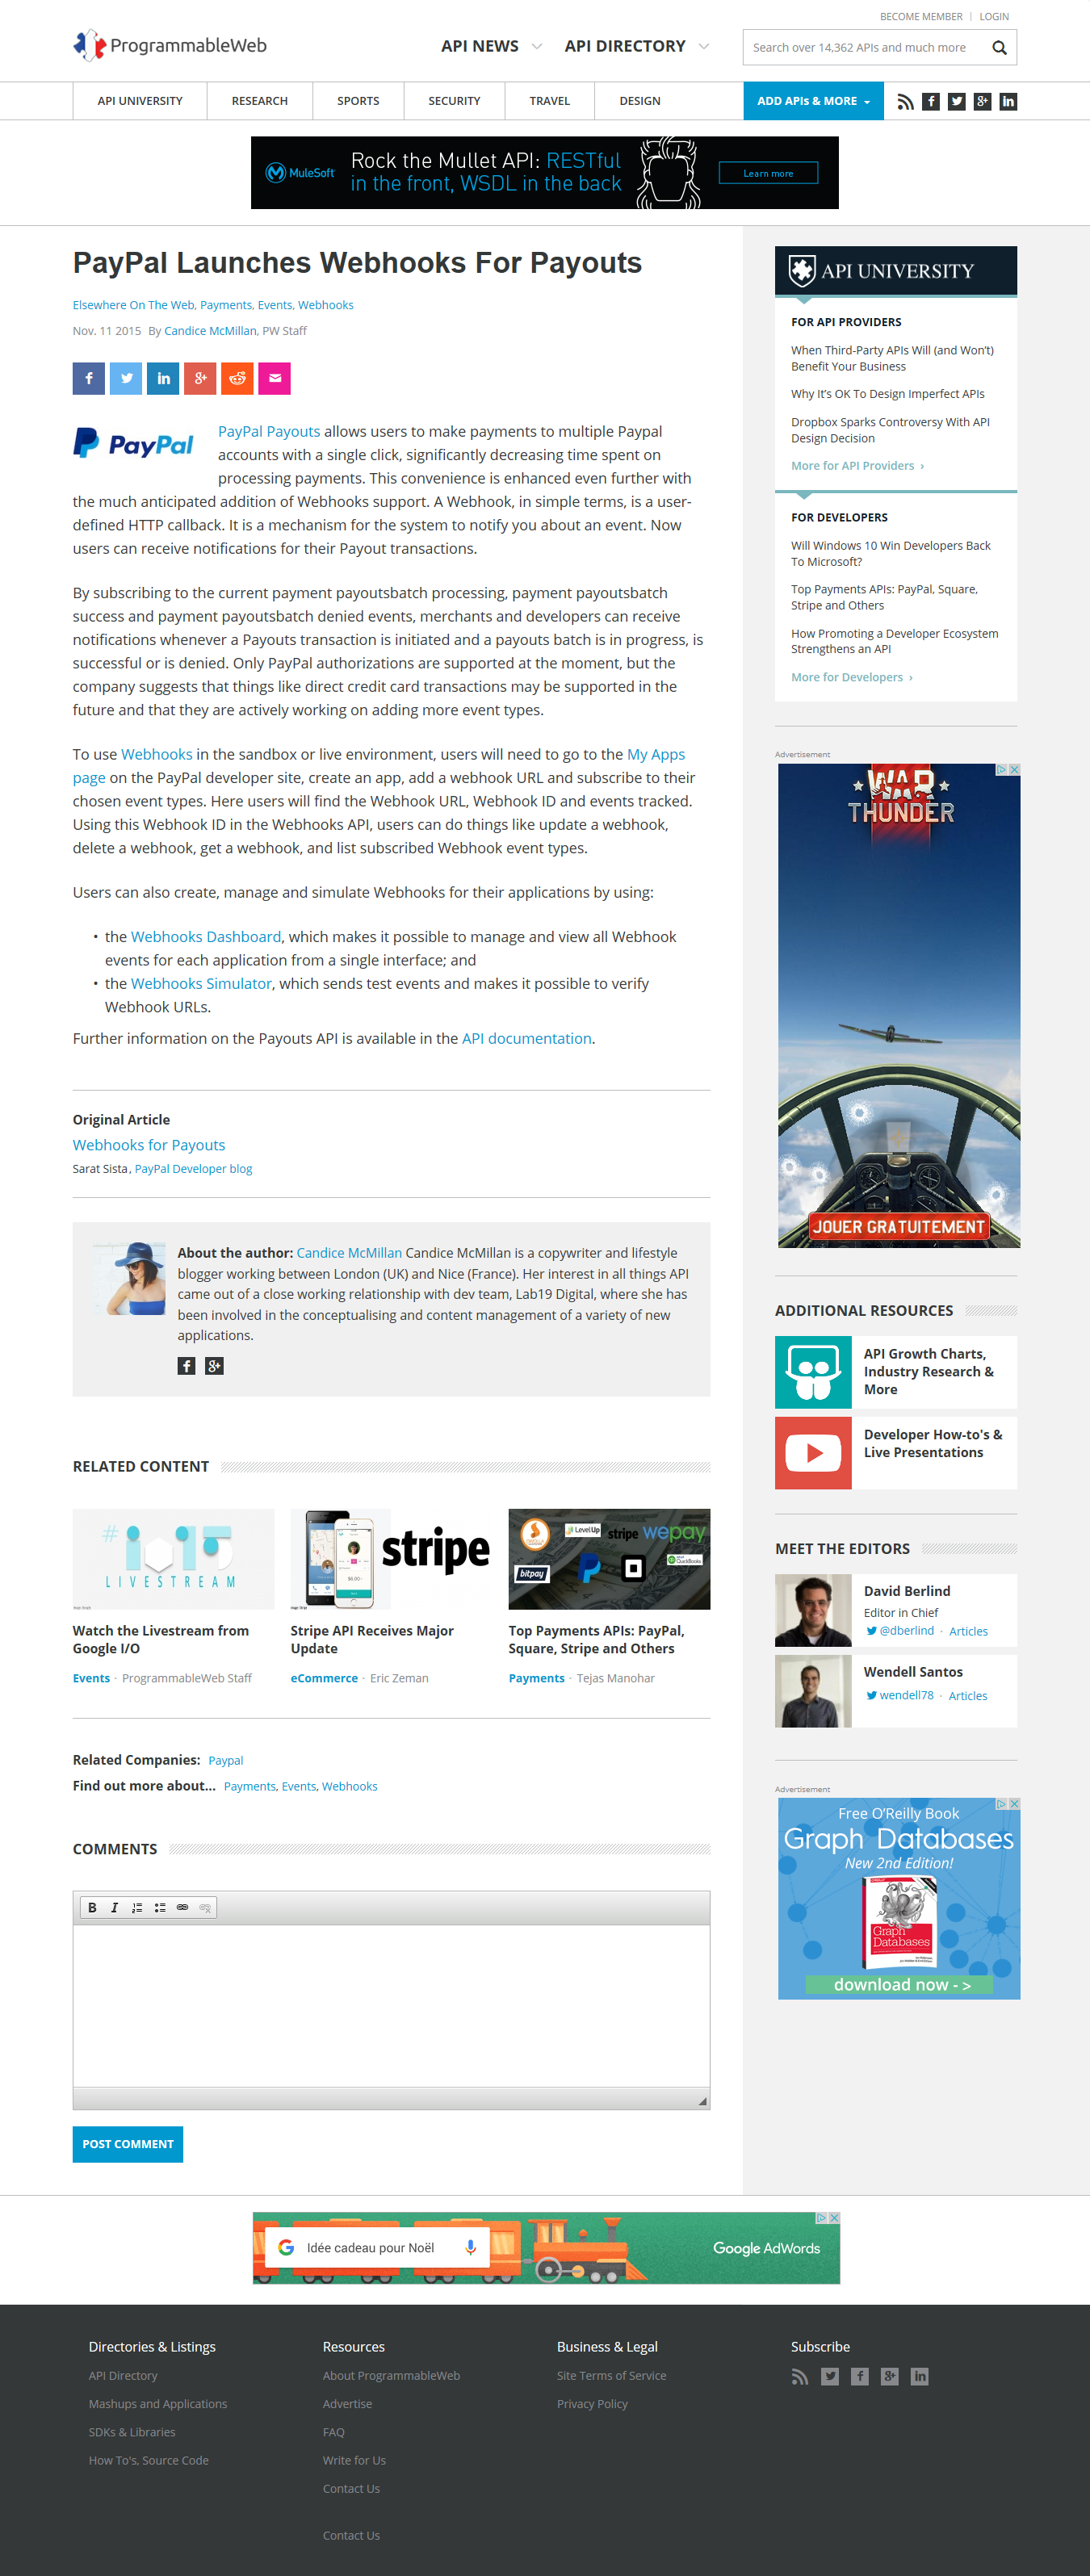 BECOME MEMBER | LOGIN
ProgrammableWeb
API NEWS
API DIRECTORY
Search over 14,362 APIs and much more
API UNIVERSITY
RESEARCH
SPORTS
SECURITY
TRAVEL
DESIGN
ADD APIs & MORE
MuleSoft
Rock the Mullet API: RESTful
in the front, WSDL in the back
Learn more
PayPal Launches Webhooks For Payouts
Elsewhere On The Web, Payments, Events, Webhooks
Nov. 11 2015 By Candice McMillan, PW Staff
PayPal
PayPal Payouts allows users to make payments to multiple Paypal
accounts with a single click, significantly decreasing time spent on
processing payments. This convenience is enhanced even further with
the much anticipated addition of Webhooks support. A Webhook, in simple terms, is a user-
defined HTTP callback. It is a mechanism for the system to notify you about an event. Now
users can receive notifications for their Payout transactions.
By subscribing to the current payment payoutsbatch processing, payment payoutsbatch
success and payment payoutsbatch denied events, merchants and developers can receive
notifications whenever a Payouts transaction is initiated and a payouts batch is in progress, is
successful or is denied. Only PayPal authorizations are supported at the moment, but the
company suggests that things like direct credit card transactions may be supported in the
future and that they are actively working on adding more event types.
To use Webhooks in the sandbox or live environment, users will need to go to the My Apps
page on the PayPal developer site, create an app, add a webhook URL and subscribe to their
chosen event types. Here users will find the Webhook URL, Webhook ID and events tracked.
Using this Webhook ID in the Webhooks API, users can do things like update a webhook,
delete a webhook, get a webhook, and list subscribed Webhook event types.
Users can also create, manage and simulate Webhooks for their applications by using:
• the Webhooks Dashboard, which makes it possible to manage and view all Webhook
events for each application from a single interface; and
• the Webhooks Simulator, which sends test events and makes it possible to verify
Webhook URLs.
Further information on the Payouts API is available in the API documentation.
Original Article
Webhooks for Payouts
Sarat Sista, PayPal Developer blog
About the author: Candice McMillan Candice McMillan is a copywriter and lifestyle
blogger working between London (UK) and Nice (France). Her interest in all things API
came out of a close working relationship with dev team, Lab19 Digital, where she has
been involved in the conceptualising and content management of a variety of new
applications.
RELATED CONTENT
#io15
LIVESTREAM
Watch the Livestream from
Google I/O
Events · ProgrammableWeb Staff
stripe
Stripe API Receives Major
Update
eCommerce · Eric Zeman
LevelUp
stripe
wepay
bitpay
QuickBooks
Top Payments APIs: PayPal,
Square, Stripe and Others
Payments · Tejas Manohar
Related Companies: Paypal
Find out more about... Payments, Events, Webhooks
COMMENTS
B I
POST COMMENT
API UNIVERSITY
FOR API PROVIDERS
When Third-Party APIs Will (and Won't)
Benefit Your Business
Why It's OK To Design Imperfect APIs
Dropbox Sparks Controversy With API
Design Decision
More for API Providers ›
FOR DEVELOPERS
Will Windows 10 Win Developers Back
To Microsoft?
Top Payments APIs: PayPal, Square,
Stripe and Others
How Promoting a Developer Ecosystem
Strengthens an API
More for Developers ›
Advertisement
WAR
THUNDER
JOUER GRATUITEMENT
ADDITIONAL RESOURCES
API Growth Charts,
Industry Research &
More
Developer How-to's &
Live Presentations
MEET THE EDITORS
David Berlind
Editor in Chief
@dberlind · Articles
Wendell Santos
wendell78 · Articles
Advertisement
Free O'Reilly Book
Graph Databases
New 2nd Edition!
Graph
Databases
download now - >
Idée cadeau pour Noël
Google AdWords
Directories & Listings
API Directory
Mashups and Applications
SDKs & Libraries
How To's, Source Code
Resources
About ProgrammableWeb
Advertise
FAQ
Write for Us
Contact Us
Contact Us
Business & Legal
Site Terms of Service
Privacy Policy
Subscribe